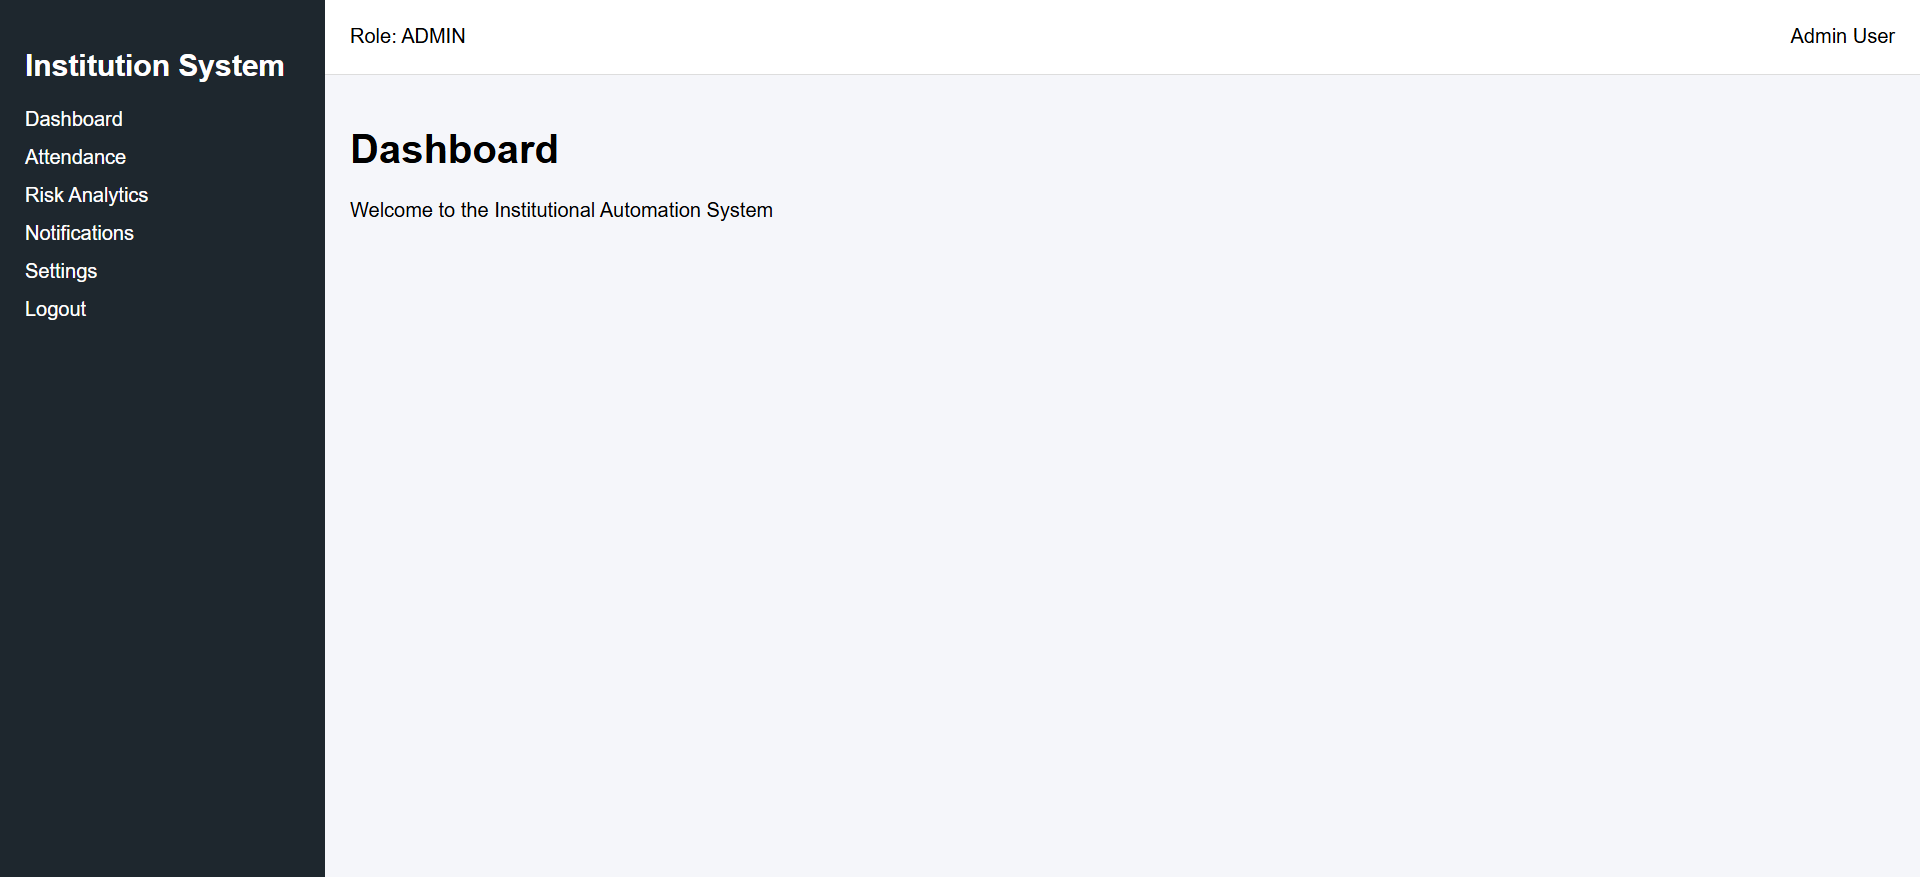 Institution System
Dashboard
Attendance
Risk Analytics
Notifications
Settings
Logout
Role: ADMIN
Admin User
Dashboard
Welcome to the Institutional Automation System